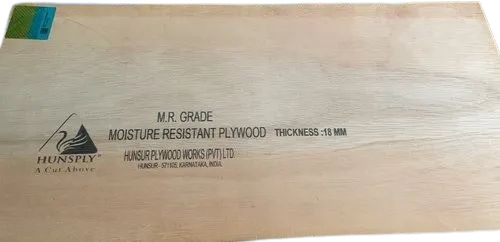 M.R. GRADE
MOISTURE RESISTANT PLYWOOD THICKNESS :18 MM
HUNSPLY®
A Cut Above
HUNSUR PLYWOOD WORKS (PVT) LTD.
HUNSUR - 571105, KARNATAKA, INDIA.